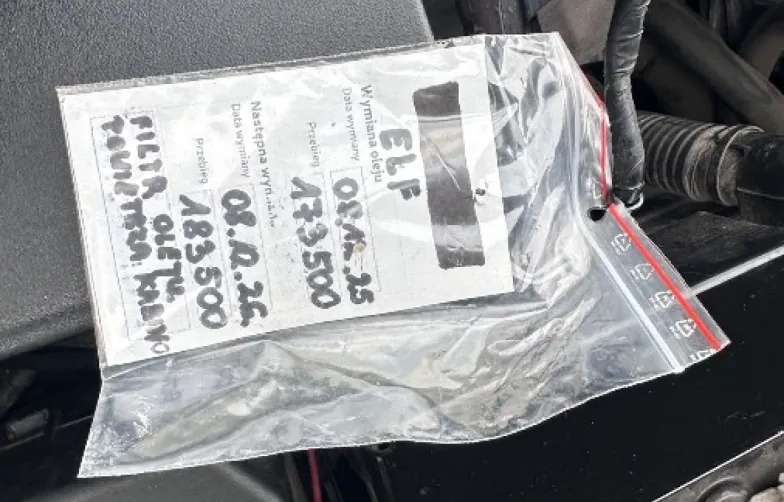 Wymiana oleju
ELF
Data wymiany 08.12.25
Przebieg 173500
Następna wymiana
Data wymiany 08.12.26
Przebieg 183500
FILTR OLEJU
POWIETRZA KABINO